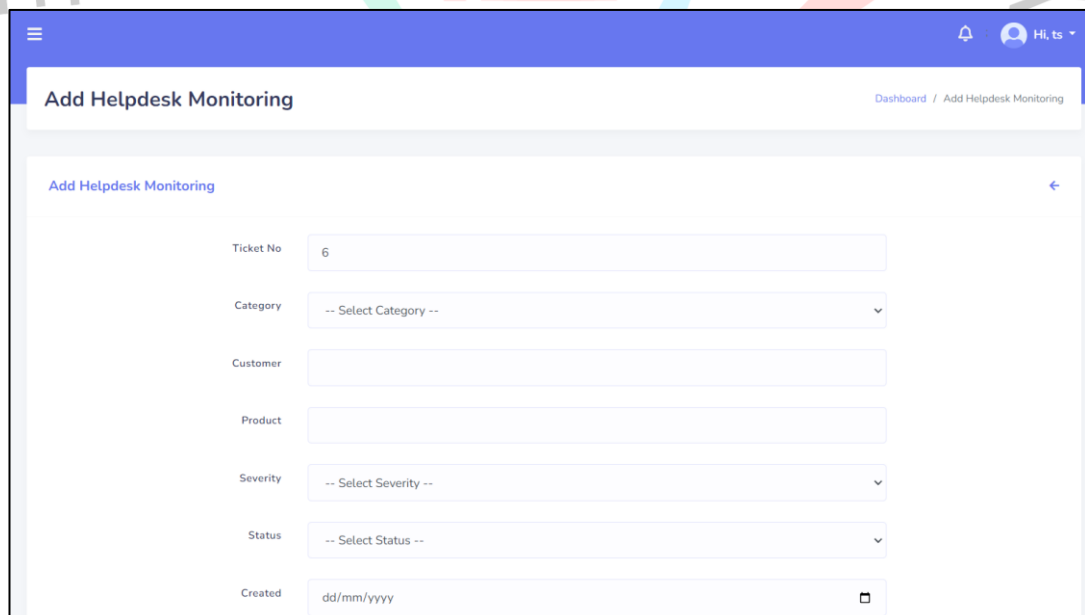 Hi, ts
Add Helpdesk Monitoring
Dashboard / Add Helpdesk Monitoring
Add Helpdesk Monitoring
Ticket No
6
Category
-- Select Category --
Customer
Product
Severity
-- Select Severity --
Status
-- Select Status --
Created
dd/mm/yyyy